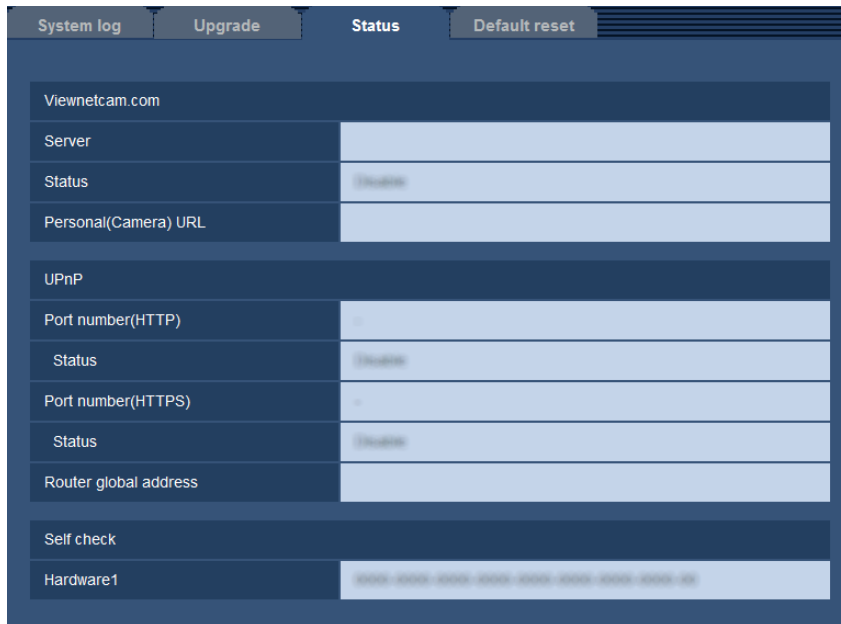 System log Upgrade Status Default reset
Viewnetcam.com
Server
Status
Personal(Camera) URL
UPnP
Port number(HTTP)
Status
Port number(HTTPS)
Status
Router global address
Self check
Hardware1